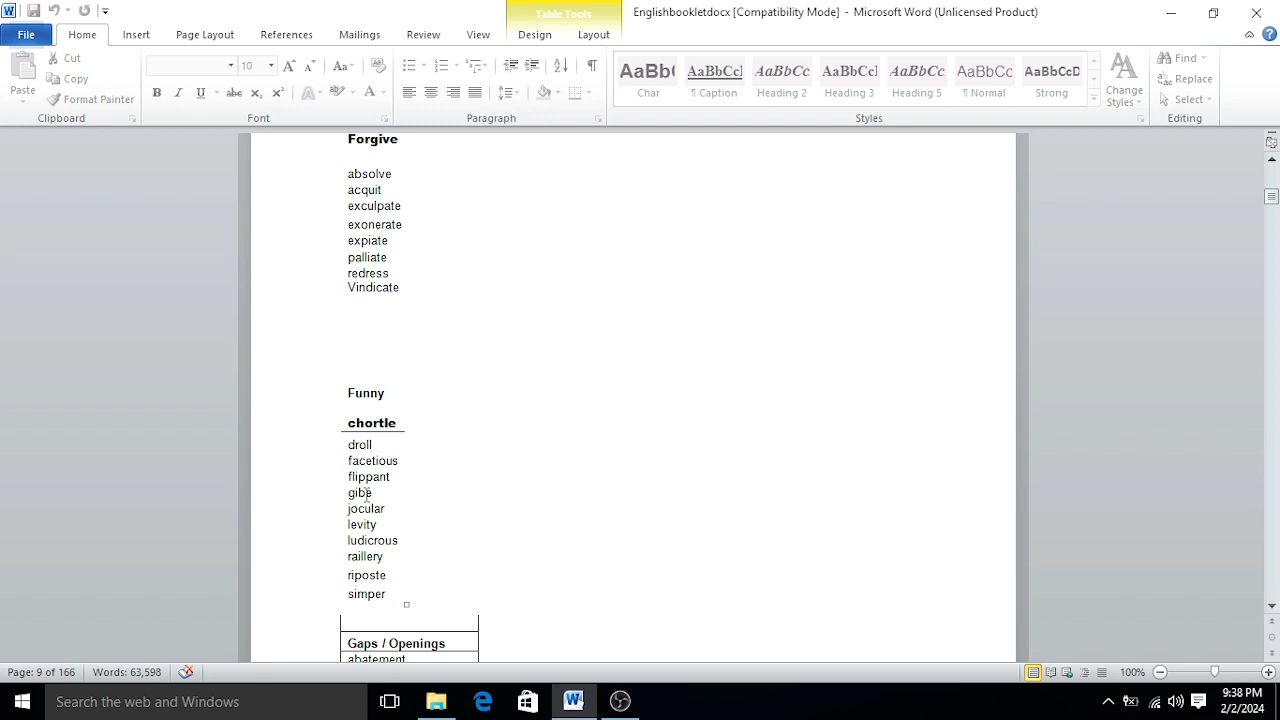 Table Tools
Englishbookletdocx [Compatibility Mode] - Microsoft Word (Unlicensed Product)
File Home Insert Page Layout References Mailings Review View Design Layout
Paste
Cut
Copy
Format Painter
Clipboard
10
Font
Paragraph
AaBb( AaBbCcl AaBbCc AaBbCcl AaBbCc AaBbCc AaBbCcD
Char ¶ Caption Heading 2 Heading 3 Heading 5 ¶ Normal Strong
Change
Styles
Styles
Find
Replace
Select
Editing
Forgive
absolve
acquit
exculpate
exonerate
expiate
palliate
redress
Vindicate
Funny
chortle
droll
facetious
flippant
gibe
jocular
levity
ludicrous
raillery
riposte
simper
Gaps / Openings
abatement
Page: 9 of 166 Words: 63,598 100%
Search the web and Windows
9:38 PM
2/2/2024